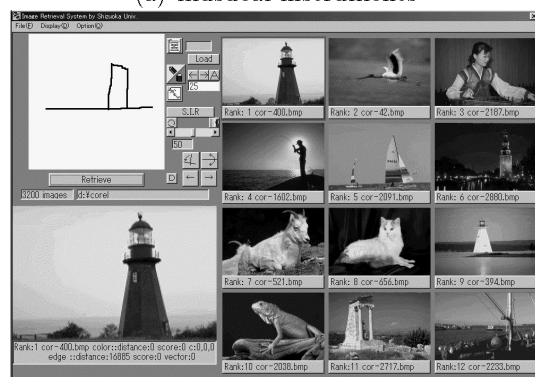 (d) musical instruments
Image Retrieval System by Shizuoka Univ.
File(F) Display(D) Option(O)
Load
25
S.I.R
50
Retrieve
D
3200 images d:¥corel
Rank: 1 cor-400.bmp
Rank: 2 cor-42.bmp
Rank: 3 cor-2187.bmp
Rank: 4 cor-1602.bmp
Rank: 5 cor-2091.bmp
Rank: 6 cor-2880.bmp
Rank: 7 cor-521.bmp
Rank: 8 cor-656.bmp
Rank: 9 cor-394.bmp
Rank:10 cor-2038.bmp
Rank:11 cor-2717.bmp
Rank:12 cor-2233.bmp
Rank:1 cor-400.bmp color::distance:0 score:0 c:0,0,0
edge ::distance:16885 score:0 vector:0